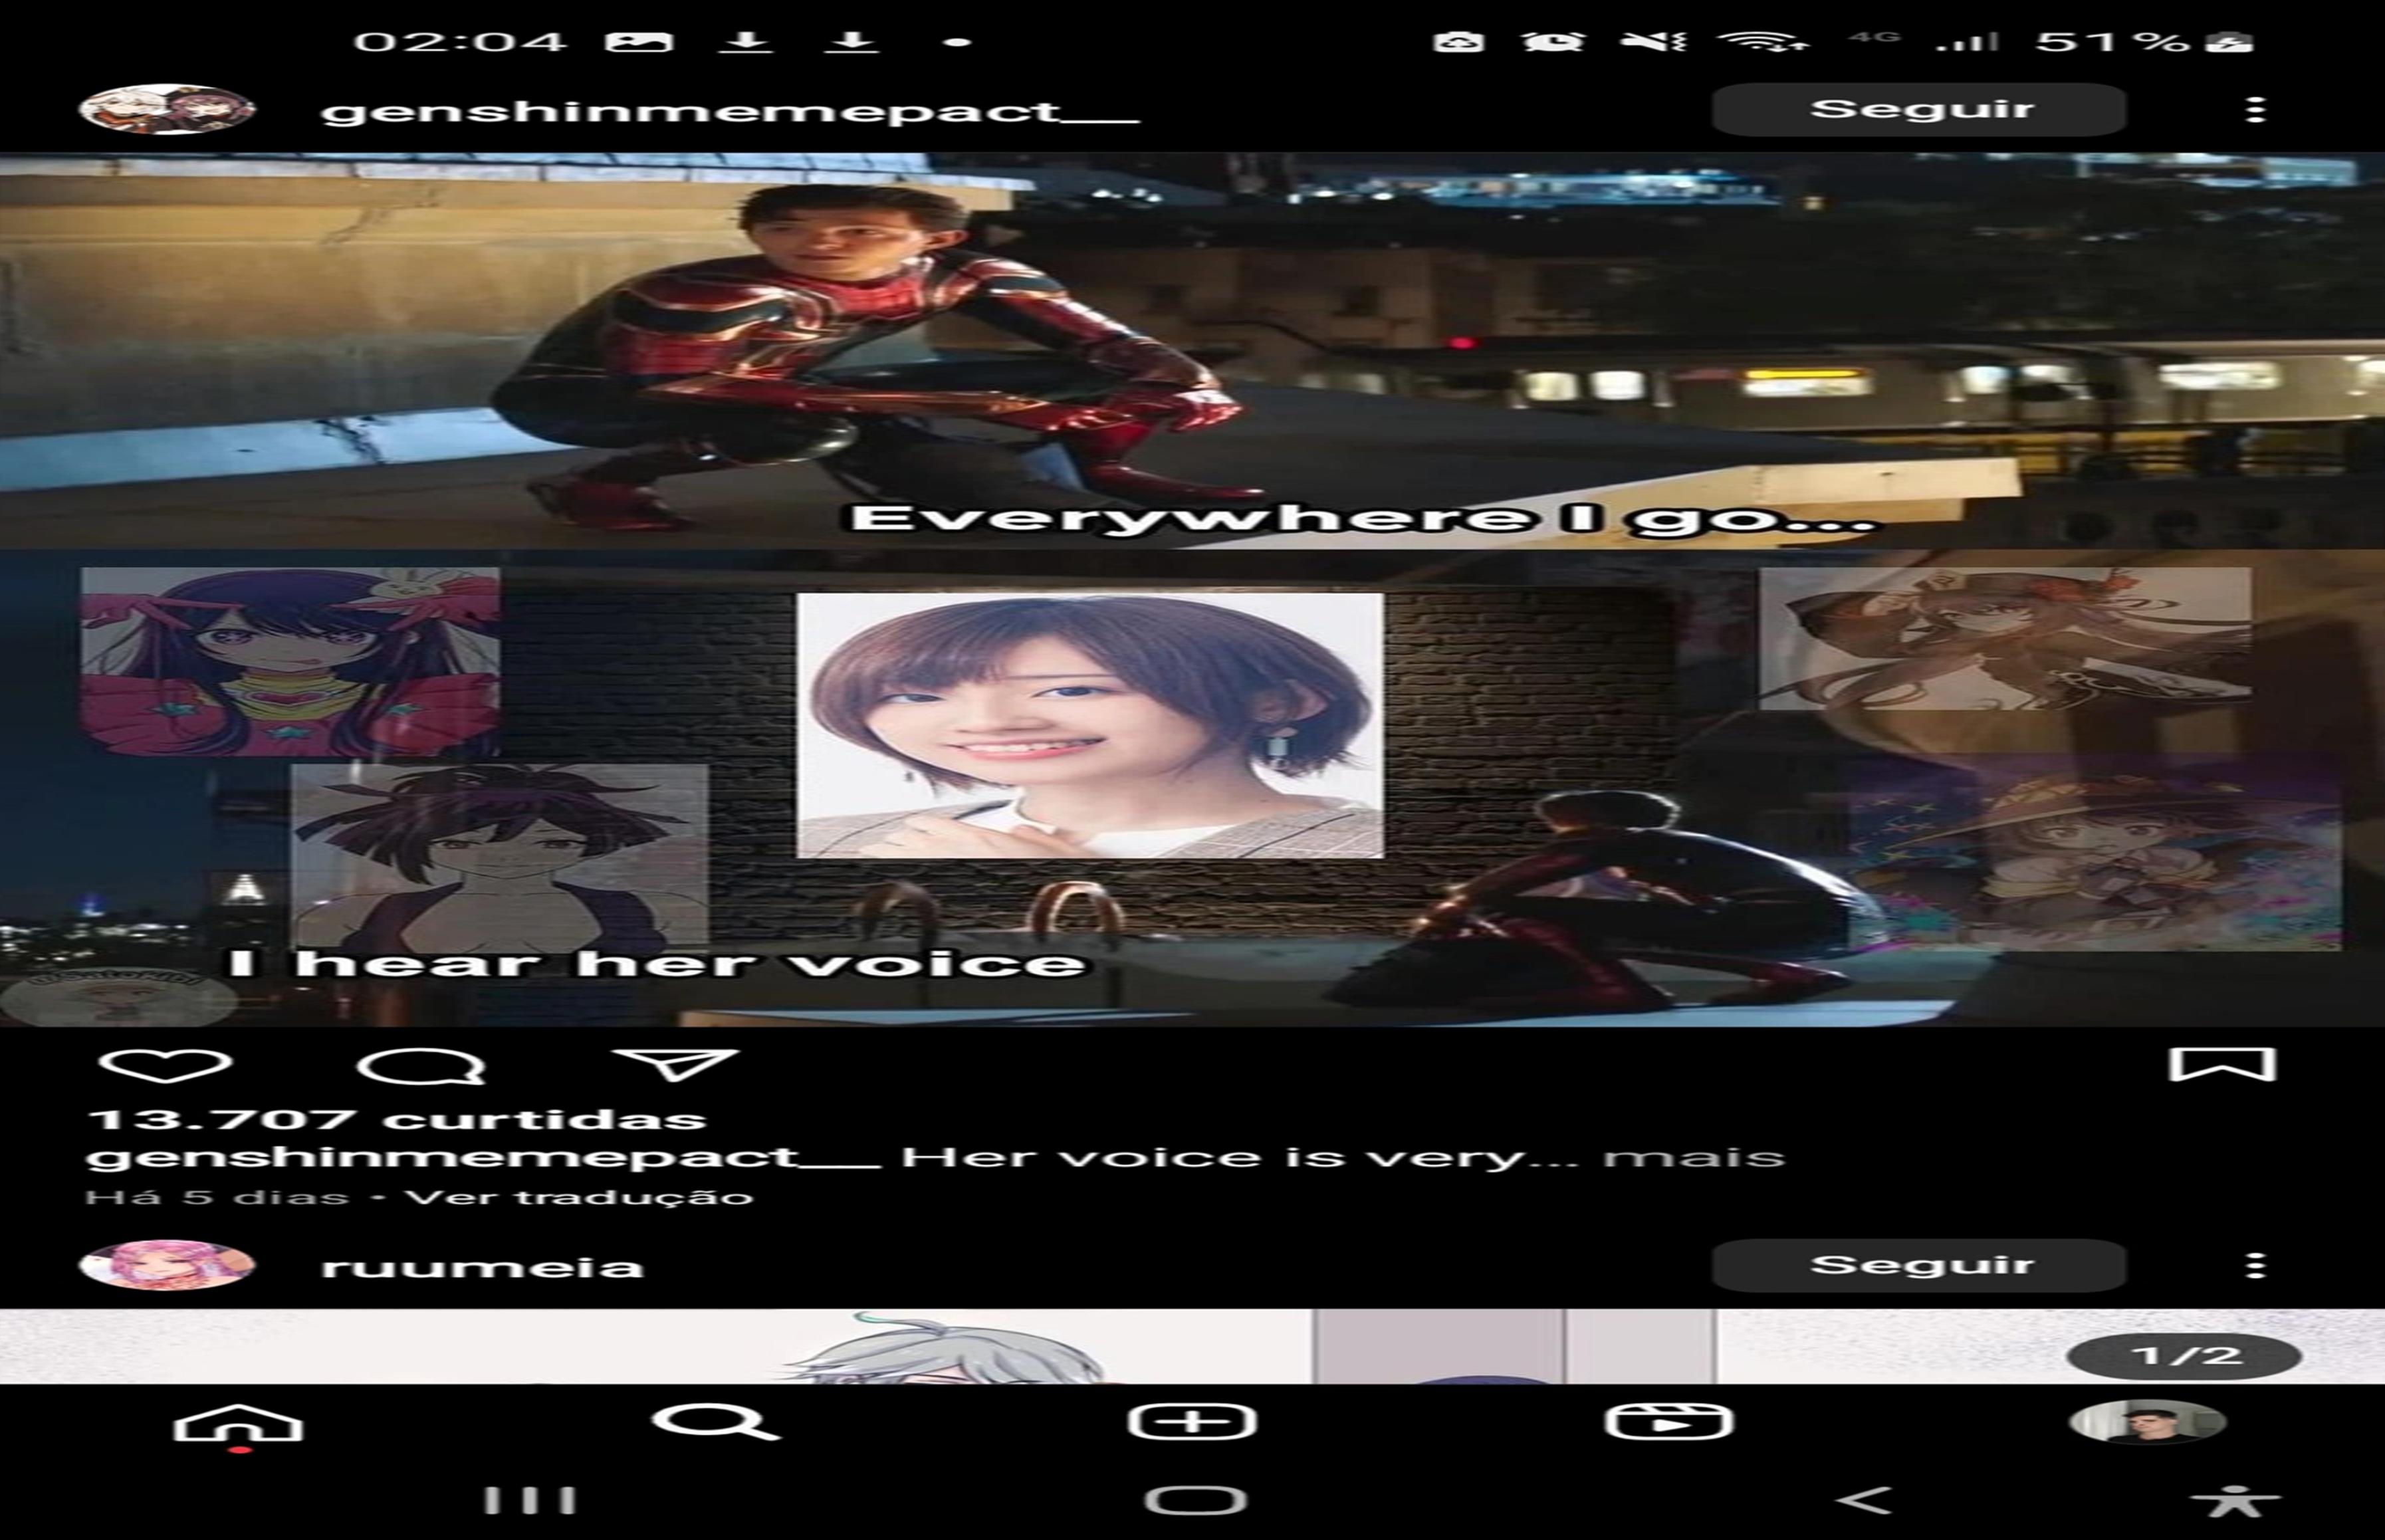 02:04
4G 51%
genshinmemepact__
Seguir
Everywhere I go...
I hear her voice
13.707 curtidas
genshinmemepact__ Her voice is very... mais
Há 5 dias • Ver tradução
ruumeia
Seguir
1/2